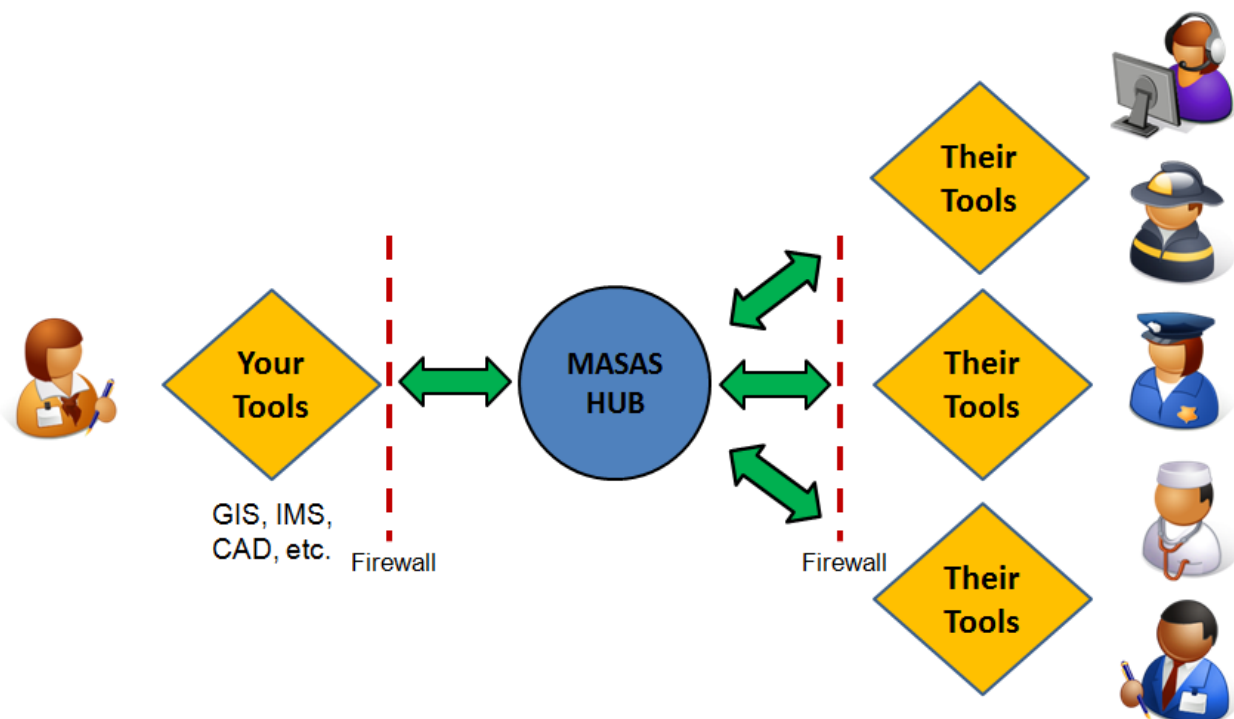 Their
Tools
Your
Tools
MASAS
HUB
Their
Tools
GIS, IMS,
CAD, etc.
Firewall
Firewall
Their
Tools